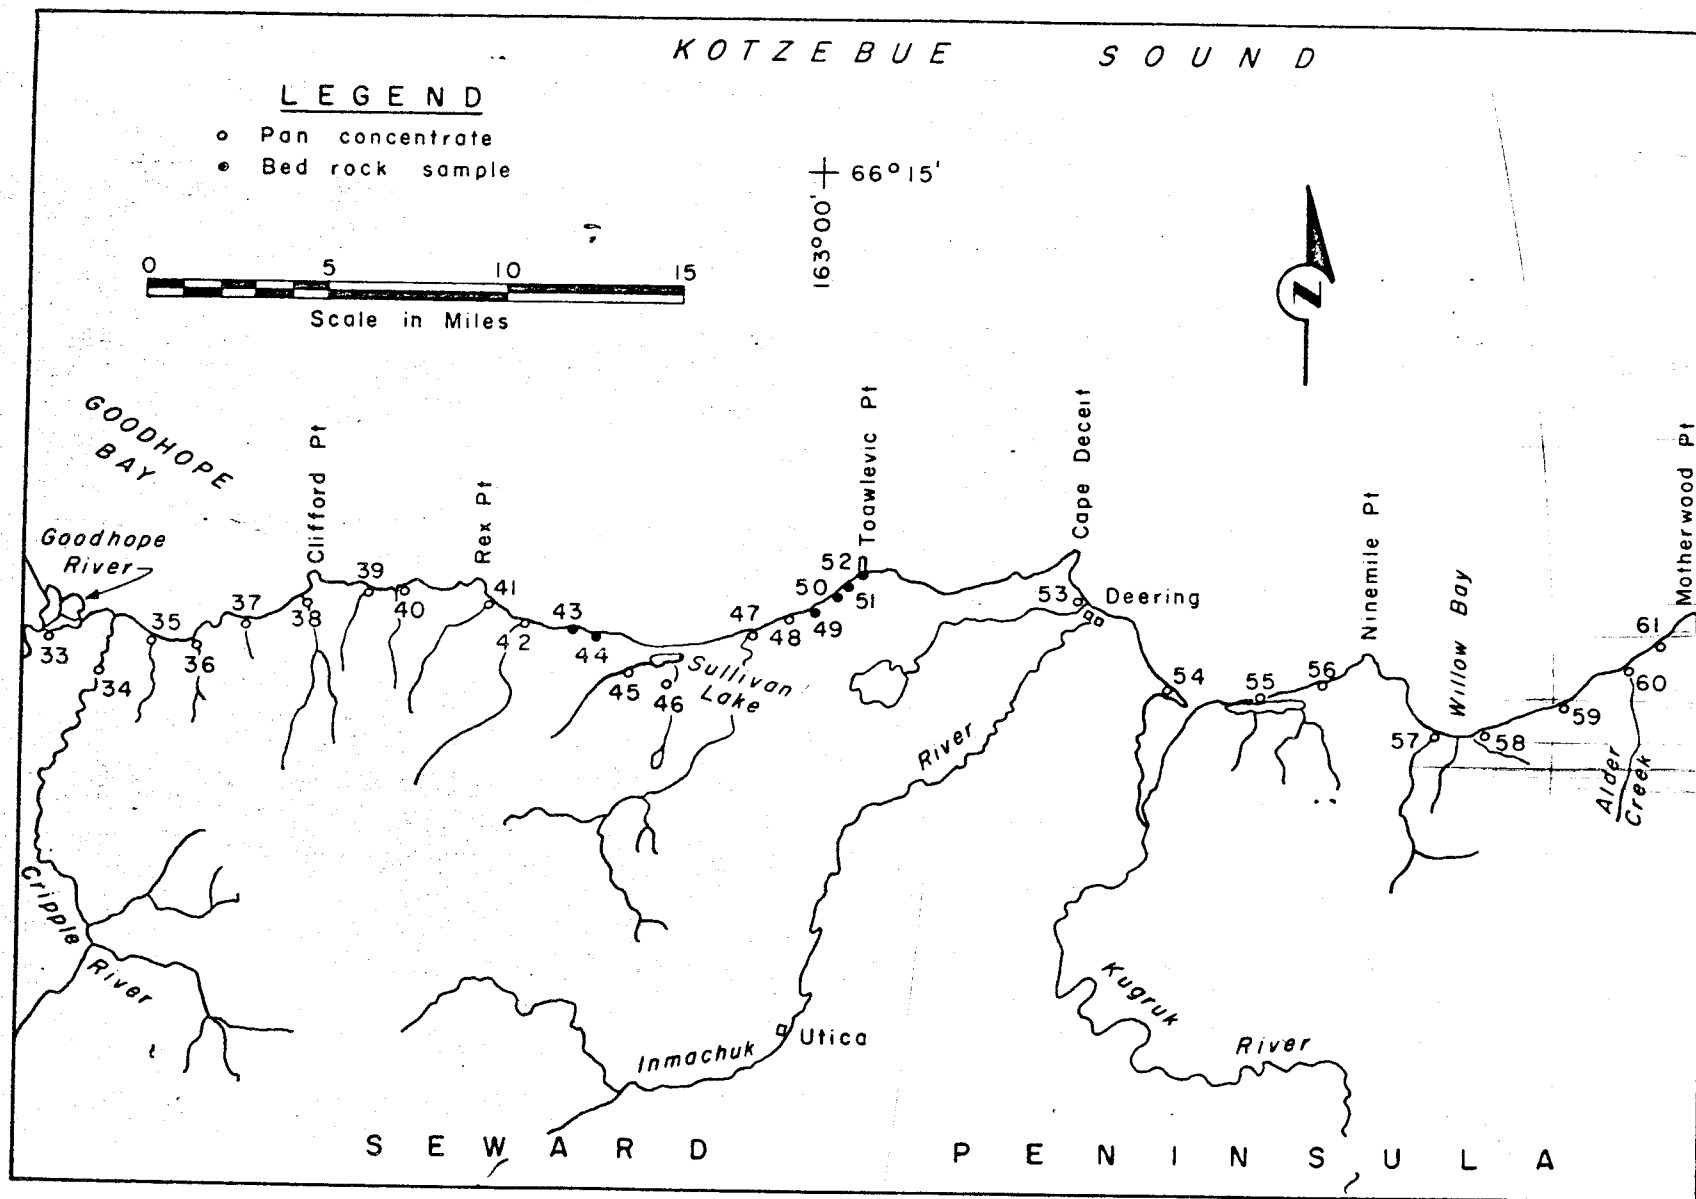 KOTZEBUE SOUND
LEGEND
Pan concentrate
Bed rock sample
66°15'
163°00'
0 5 10 15
Scale in Miles
N
GOODHOPE
BAY
Goodhope
River
Clifford Pt
Rex Pt
Toawlevic Pt
Cape Deceit
Ninemile Pt
Willow Bay
Motherwood Pt
33
34
35
36
37
38
39
40
41
42
43
44
45
46
47
48
49
50
51
52
53
54
55
56
57
58
59
60
61
Deering
Sullivan
Lake
River
Alder
Creek
Cripple
River
Kugruk
River
Inmachuk
Utica
SEWARD PENINSULA